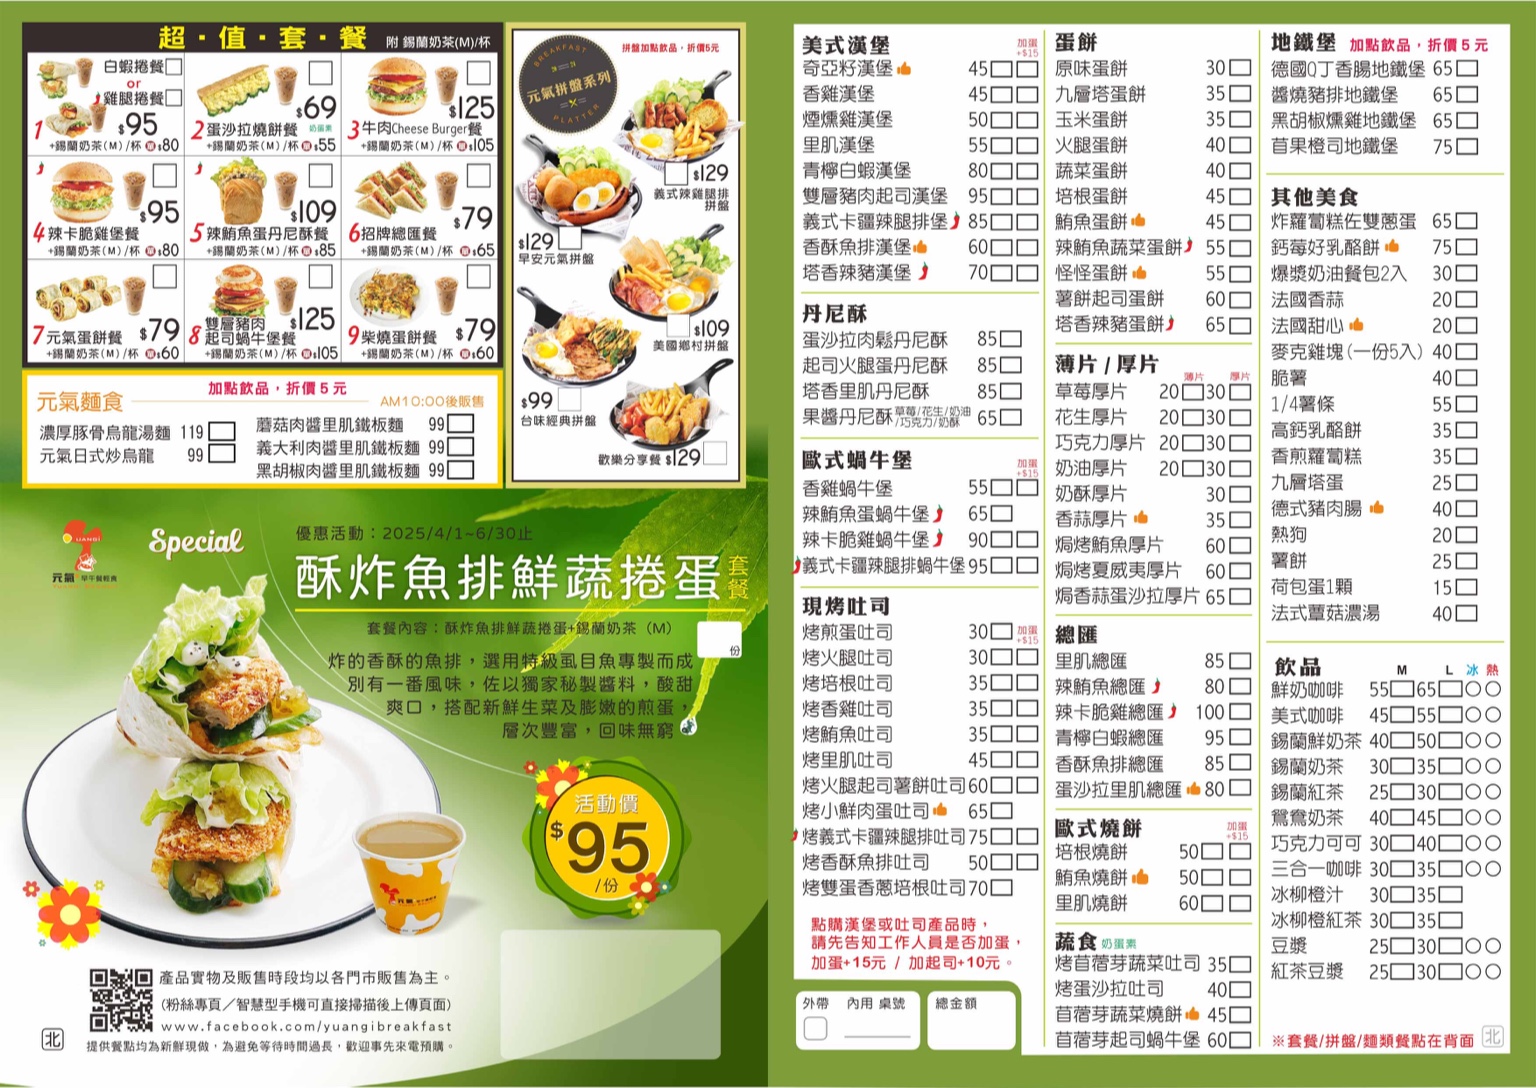 超・值・套・餐 附 錫蘭奶茶(M)/杯
白蝦捲餐
or
雞腿捲餐
1 $95
+錫蘭奶茶(M)/杯 單$80
2 蛋沙拉燒餅餐 $69
奶蛋素
+錫蘭奶茶(M)/杯 單$55
3 牛肉Cheese Burger餐 $125
+錫蘭奶茶(M)/杯 單$105
4 辣卡脆雞堡餐 $95
+錫蘭奶茶(M)/杯 單$80
5 辣鮪魚蛋丹尼酥餐 $109
+錫蘭奶茶(M)/杯 單$85
6 招牌總匯餐 $79
+錫蘭奶茶(M)/杯 單$65
7 元氣蛋餅餐 $79
+錫蘭奶茶(M)/杯 單$60
8 雙層豬肉
起司蝸牛堡餐 $125
+錫蘭奶茶(M)/杯 單$105
9 柴燒蛋餅餐 $79
+錫蘭奶茶(M)/杯 單$60
加點飲品，折價5元
元氣麵食 AM10:00後販售
濃厚豚骨烏龍湯麵 119
元氣日式炒烏龍 99
蘑菇肉醬里肌鐵板麵 99
義大利肉醬里肌鐵板麵 99
黑胡椒肉醬里肌鐵板麵 99
BREAKFAST
元氣拼盤系列
PLATTER
拼盤加點飲品，折價5元
$129
義式辣雞腿排
拼盤
$129
早安元氣拼盤
$109
美國鄉村拼盤
$99
台味經典拼盤
歡樂分享餐 $129
YUANGI
元氣 早午餐輕食
Special
優惠活動：2025/4/1~6/30止
酥炸魚排鮮蔬捲蛋套餐
套餐內容：酥炸魚排鮮蔬捲蛋+錫蘭奶茶（M）
份
炸的香酥的魚排，選用特級虱目魚專製而成
別有一番風味，佐以獨家秘製醬料，酸甜
爽口，搭配新鮮生菜及膨嫩的煎蛋，
層次豐富，回味無窮
活動價
$95
/份
元氣
產品實物及販售時段均以各門市販售為主。
(粉絲專頁／智慧型手機可直接掃描後上傳頁面)
www.facebook.com/yuangibreakfast
北 提供餐點均為新鮮現做，為避免等待時間過長，歡迎事先來電預購。
美式漢堡 加蛋
+$15
奇亞籽漢堡 45
香雞漢堡 45
煙燻雞漢堡 50
里肌漢堡 55
青檸白蝦漢堡 80
雙層豬肉起司漢堡 95
義式卡疆辣腿排堡 85
香酥魚排漢堡 60
塔香辣豬漢堡 70
丹尼酥
蛋沙拉肉鬆丹尼酥 85
起司火腿蛋丹尼酥 85
塔香里肌丹尼酥 85
果醬丹尼酥 草莓/花生/奶油
/巧克力/奶酥 65
歐式蝸牛堡 加蛋
+$15
香雞蝸牛堡 55
辣鮪魚蛋蝸牛堡 65
辣卡脆雞蝸牛堡 90
義式卡疆辣腿排蝸牛堡 95
現烤吐司
烤煎蛋吐司 30 加蛋
+$15
烤火腿吐司 30
烤培根吐司 35
烤香雞吐司 35
烤鮪魚吐司 35
烤里肌吐司 45
烤火腿起司薯餅吐司 60
烤小鮮肉蛋吐司 65
烤義式卡疆辣腿排吐司 75
烤香酥魚排吐司 50
烤雙蛋香蔥培根吐司 70
點購漢堡或吐司產品時，
請先告知工作人員是否加蛋，
加蛋+15元 / 加起司+10元。
外帶 內用 桌號
總金額
蛋餅
原味蛋餅 30
九層塔蛋餅 35
玉米蛋餅 35
火腿蛋餅 40
蔬菜蛋餅 40
培根蛋餅 45
鮪魚蛋餅 45
辣鮪魚蔬菜蛋餅 55
怪怪蛋餅 55
薯餅起司蛋餅 60
塔香辣豬蛋餅 65
薄片 / 厚片 薄片 厚片
草莓厚片 20 30
花生厚片 20 30
巧克力厚片 20 30
奶油厚片 20 30
奶酥厚片 30
香蒜厚片 35
焗烤鮪魚厚片 60
焗烤夏威夷厚片 60
焗香蒜蛋沙拉厚片 65
總匯
里肌總匯 85
辣鮪魚總匯 80
辣卡脆雞總匯 100
青檸白蝦總匯 95
香酥魚排總匯 85
蛋沙拉里肌總匯 80
歐式燒餅 加蛋
+$15
培根燒餅 50
鮪魚燒餅 50
里肌燒餅 60
蔬食 奶蛋素
烤苜蓿芽蔬菜吐司 35
烤蛋沙拉吐司 40
苜蓿芽蔬菜燒餅 45
苜蓿芽起司蝸牛堡 60
地鐵堡 加點飲品，折價5元
德國Q丁香腸地鐵堡 65
醬燒豬排地鐵堡 65
黑胡椒燻雞地鐵堡 65
苜果橙司地鐵堡 75
其他美食
炸蘿蔔糕佐雙蔥蛋 65
鈣莓好乳酪餅 75
爆漿奶油餐包2入 30
法國香蒜 20
法國甜心 20
麥克雞塊(一份5入) 40
脆薯 40
1/4薯條 55
高鈣乳酪餅 35
香煎蘿蔔糕 35
九層塔蛋 25
德式豬肉腸 40
熱狗 20
薯餅 25
荷包蛋1顆 15
法式蕈菇濃湯 40
飲品 M L 冰 熱
鮮奶咖啡 55 65
美式咖啡 45 55
錫蘭鮮奶茶 40 50
錫蘭奶茶 30 35
錫蘭紅茶 25 30
鴛鴦奶茶 40 45
巧克力可可 30 40
三合一咖啡 30 35
冰柳橙汁 30 35
冰柳橙紅茶 30 35
豆漿 25 30
紅茶豆漿 25 30
※套餐/拼盤/麵類餐點在背面 北